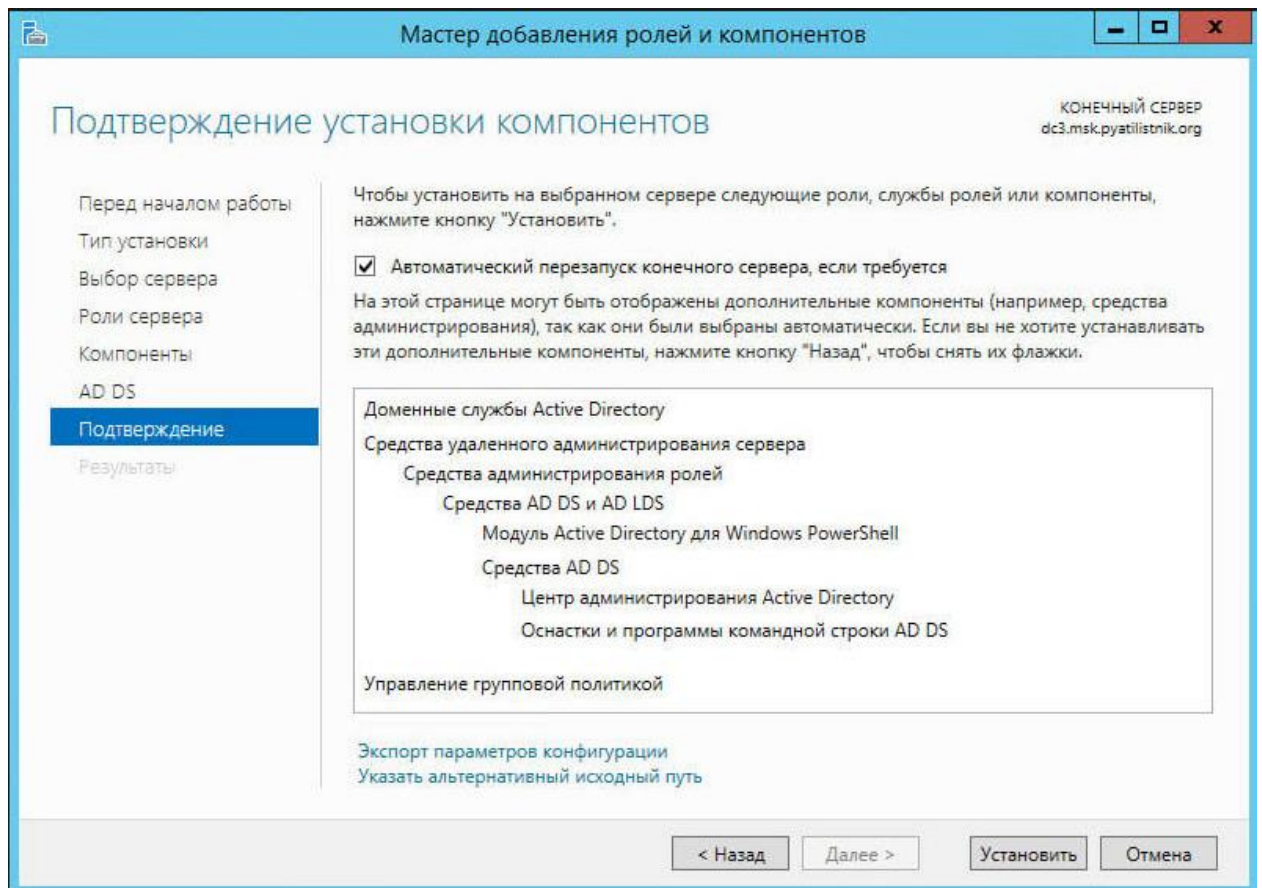 Мастер добавления ролей и компонентов
Подтверждение установки компонентов
КОНЕЧНЫЙ СЕРВЕР
dc3.msk.pyatilistnik.org
Перед началом работы
Тип установки
Выбор сервера
Роли сервера
Компоненты
AD DS
Подтверждение
Результаты
Чтобы установить на выбранном сервере следующие роли, службы ролей или компоненты,
нажмите кнопку "Установить".
Автоматический перезапуск конечного сервера, если требуется
На этой странице могут быть отображены дополнительные компоненты (например, средства
администрирования), так как они были выбраны автоматически. Если вы не хотите устанавливать
эти дополнительные компоненты, нажмите кнопку "Назад", чтобы снять их флажки.
Доменные службы Active Directory
Средства удаленного администрирования сервера
Средства администрирования ролей
Средства AD DS и AD LDS
Модуль Active Directory для Windows PowerShell
Средства AD DS
Центр администрирования Active Directory
Оснастки и программы командной строки AD DS
Управление групповой политикой
Экспорт параметров конфигурации
Указать альтернативный исходный путь
< Назад
Далее >
Установить
Отмена